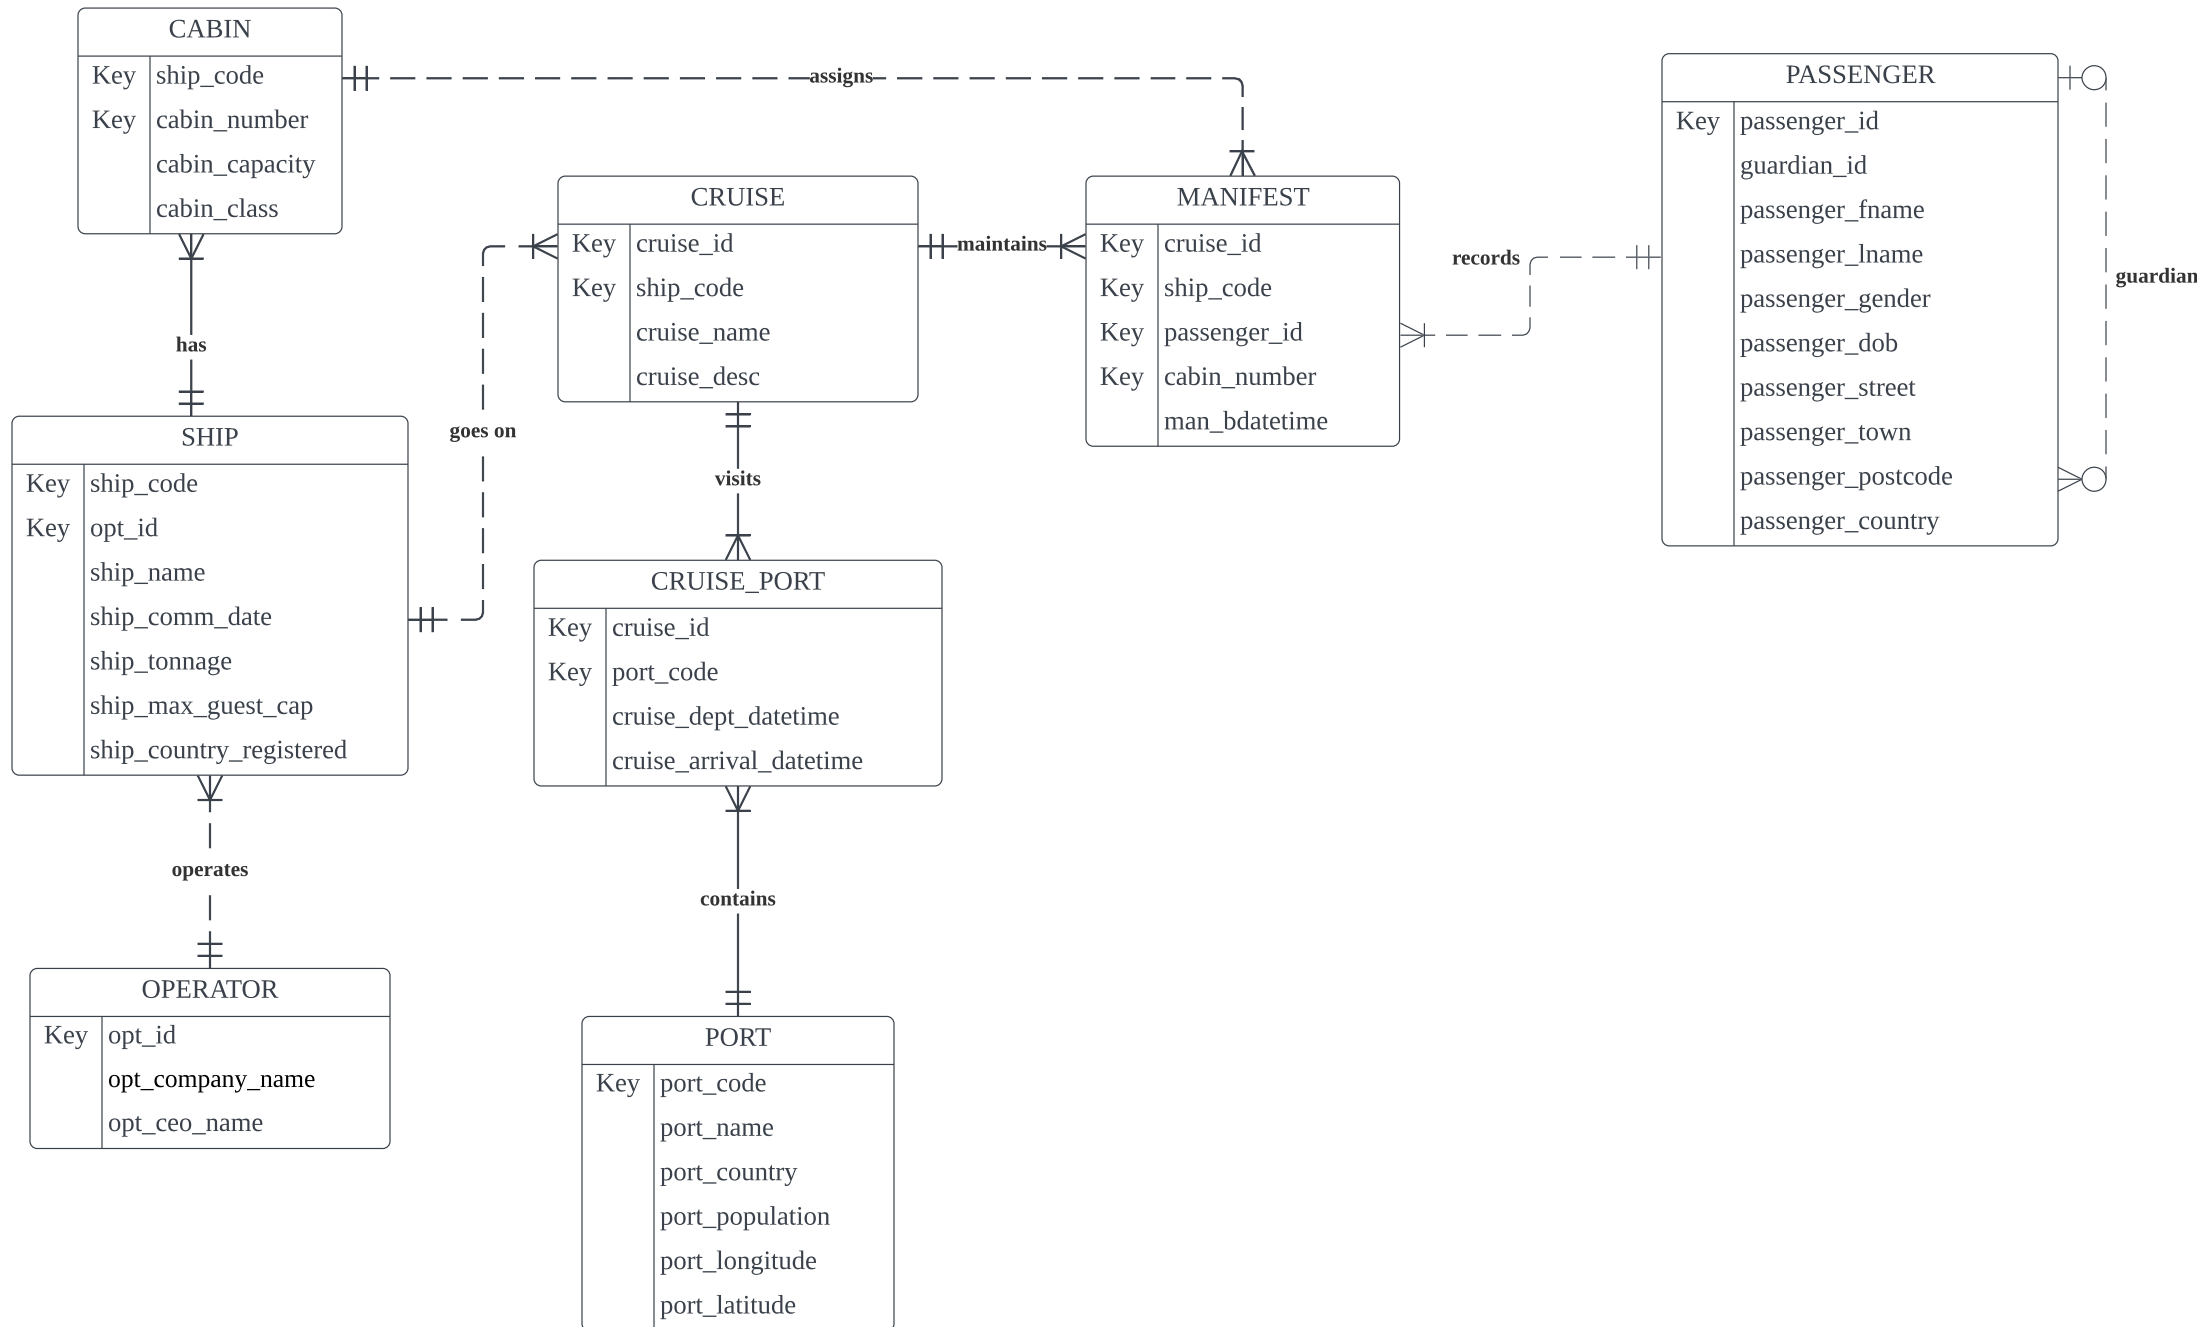 CABIN
Key ship_code
Key cabin_number
cabin_capacity
cabin_class
assigns
PASSENGER
Key passenger_id
guardian_id
passenger_fname
passenger_lname
passenger_gender
passenger_dob
passenger_street
passenger_town
passenger_postcode
passenger_country
guardian
CRUISE
Key cruise_id
Key ship_code
cruise_name
cruise_desc
maintains
MANIFEST
Key cruise_id
Key ship_code
Key passenger_id
Key cabin_number
man_bdatetime
records
has
goes on
visits
SHIP
Key ship_code
Key opt_id
ship_name
ship_comm_date
ship_tonnage
ship_max_guest_cap
ship_country_registered
CRUISE_PORT
Key cruise_id
Key port_code
cruise_dept_datetime
cruise_arrival_datetime
operates
contains
OPERATOR
Key opt_id
opt_company_name
opt_ceo_name
PORT
Key port_code
port_name
port_country
port_population
port_longitude
port_latitude